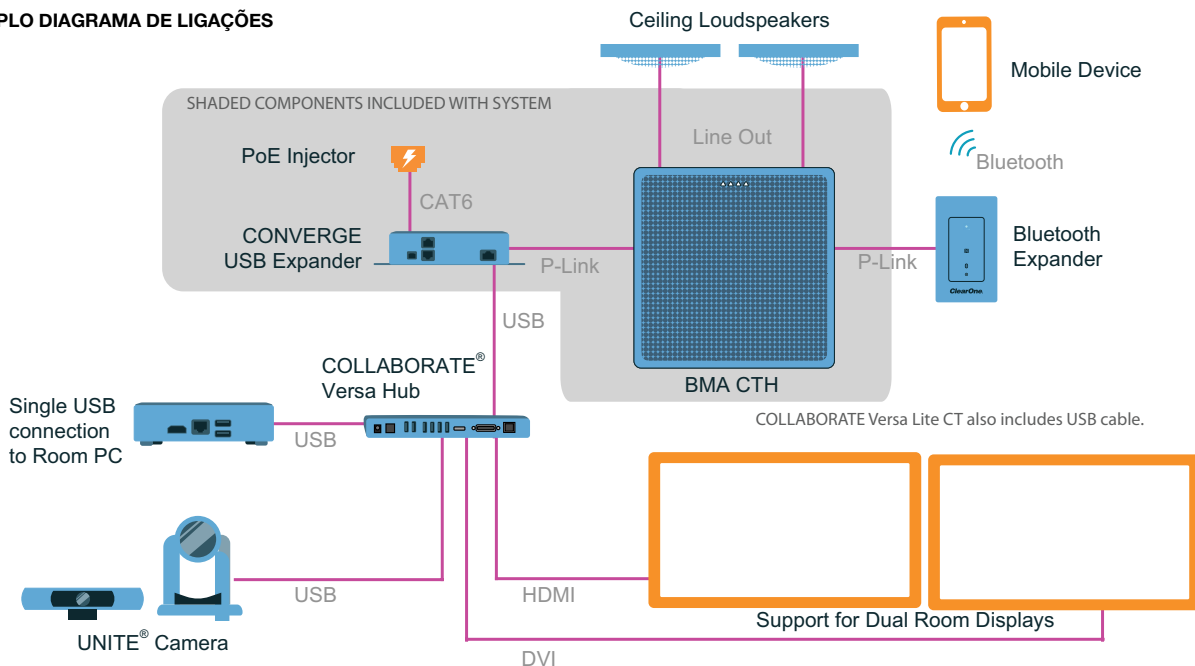 PLO DIAGRAMA DE LIGAÇÕES
Ceiling Loudspeakers
Mobile Device
SHADED COMPONENTS INCLUDED WITH SYSTEM
Line Out
PoE Injector
Bluetooth
CAT6
CONVERGE
USB Expander
P-Link
P-Link
Bluetooth
Expander
ClearOne
USB
COLLABORATE®
Versa Hub
BMA CTH
Single USB
connection
to Room PC
USB
COLLABORATE Versa Lite CT also includes USB cable.
USB
HDMI
Support for Dual Room Displays
UNITE® Camera
DVI